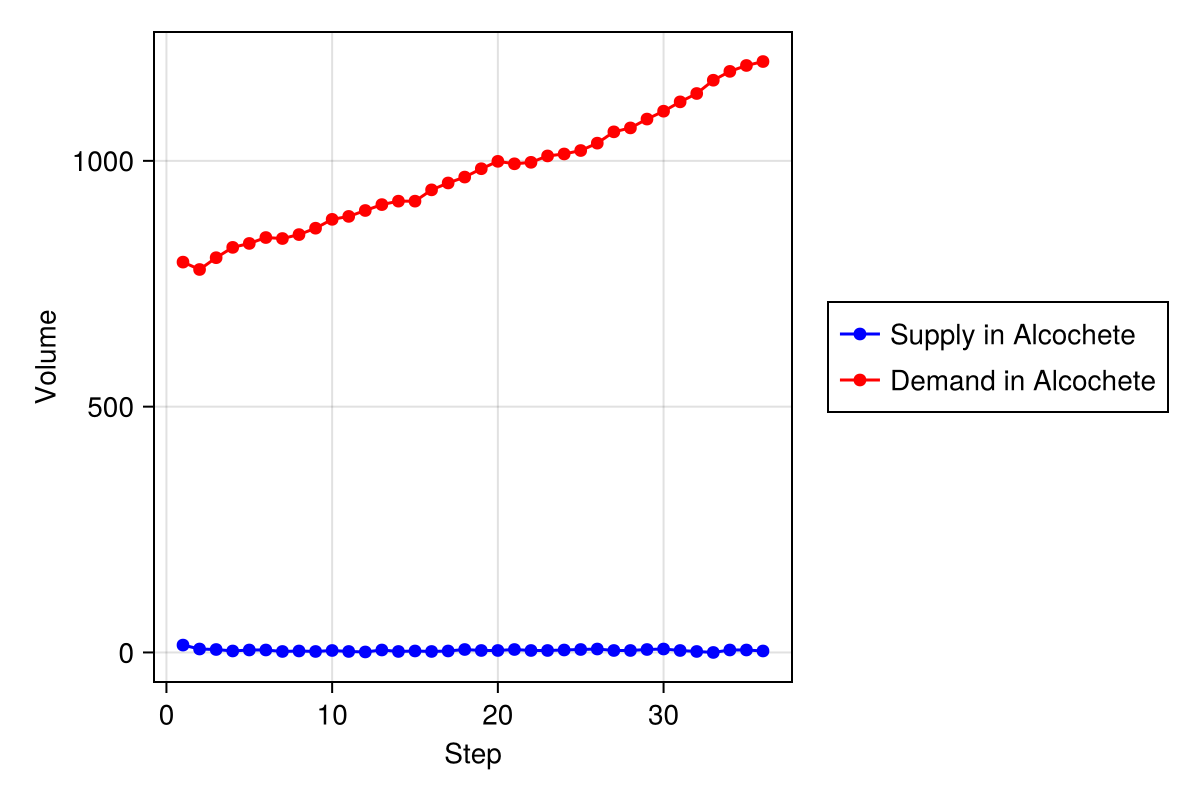 1000
500
0
0 10 20 30
Volume
Step
Supply in Alcochete
Demand in Alcochete